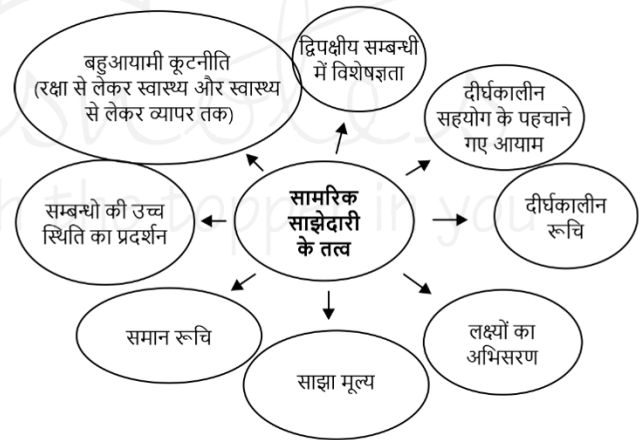 बहुआयामी कूटनीति
(रक्षा से लेकर स्वास्थ्य और स्वास्थ्य
से लेकर व्यापार तक)
द्विपक्षीय सम्बन्धी
में विशेषज्ञता
दीर्घकालीन
सहयोग के पहचाने
गए आयाम
सम्बन्धो की उच्च
स्थिति का प्रदर्शन
सामरिक
साझेदारी
के तत्व
दीर्घकालीन
रूचि
समान रूचि
साझा मूल्य
लक्ष्यों का
अभिसरण